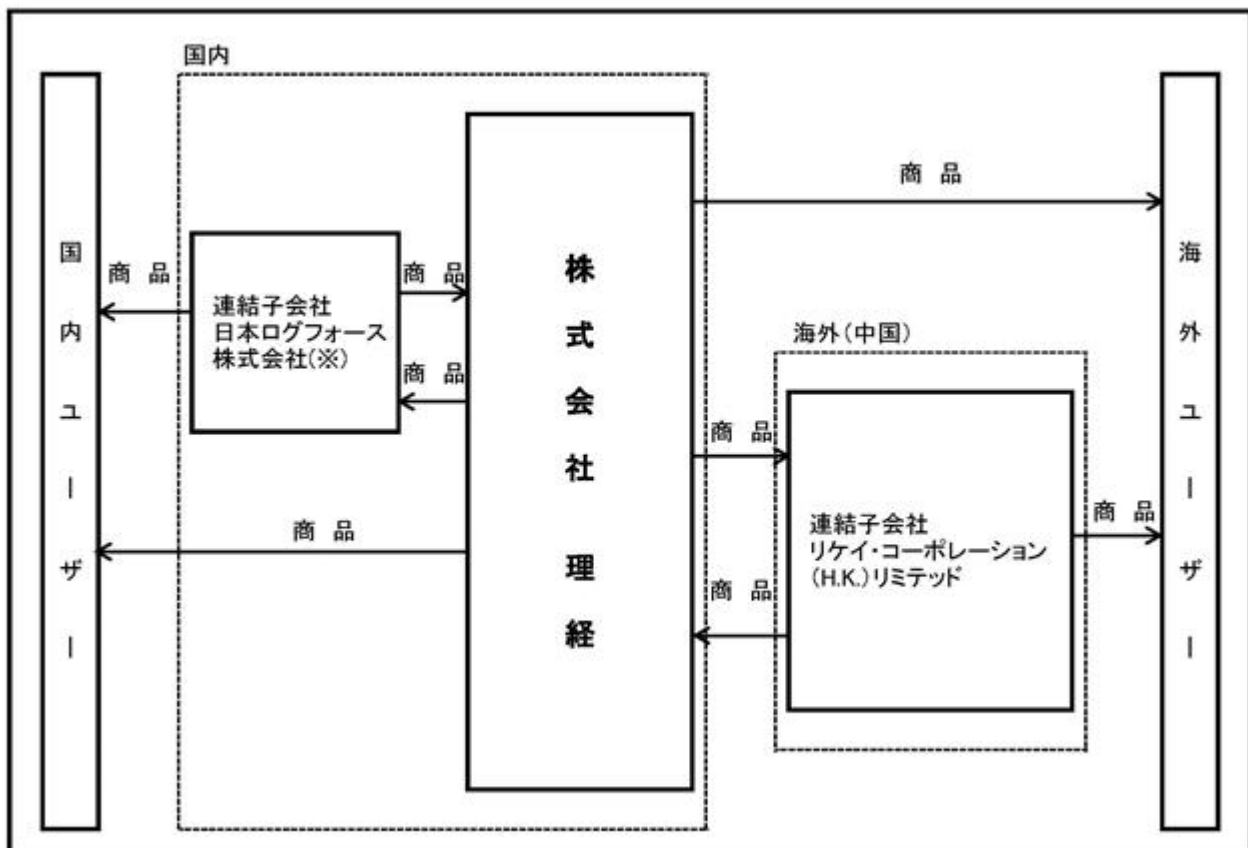 国内
国内ユーザー
商品
連結子会社
日本ログフォース
株式会社(※)
商品
商品
商品
株式会社 理経
商品
海外(中国)
商品
連結子会社
リケイ・コーポレーション
(H.K.)リミテッド
商品
商品
海外ユーザー